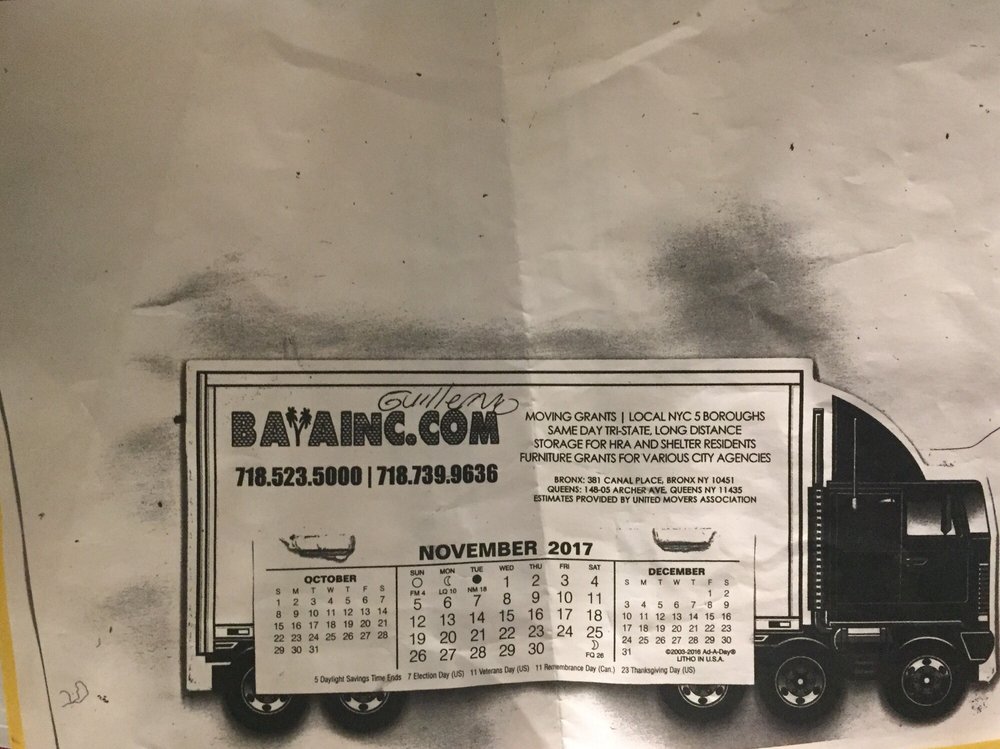 Guillermo
BAYAINC.COM
718.523.5000 | 718.739.9636
MOVING GRANTS | LOCAL NYC 5 BOROUGHS
SAME DAY TRI-STATE, LONG DISTANCE
STORAGE FOR HRA AND SHELTER RESIDENTS
FURNITURE GRANTS FOR VARIOUS CITY AGENCIES
BRONX: 381 CANAL PLACE, BRONX NY 10451
QUEENS: 148-05 ARCHER AVE, QUEENS NY 11435
ESTIMATES PROVIDED BY UNITED MOVERS ASSOCIATION
NOVEMBER 2017
OCTOBER
S M T W T F S
1 2 3 4 5 6 7
8 9 10 11 12 13 14
15 16 17 18 19 20 21
22 23 24 25 26 27 28
29 30 31
SUN MON TUE WED THU FRI SAT
1 2 3 4
FM 4 LQ 10 NM 18
5 6 7 8 9 10 11
12 13 14 15 16 17 18
19 20 21 22 23 24 25
26 27 28 29 30
FQ 26
DECEMBER
S M T W T F S
1 2
3 4 5 6 7 8 9
10 11 12 13 14 15 16
17 18 19 20 21 22 23
24 25 26 27 28 29 30
31
©2003-2016 Ad-A-Day®
LITHO IN U.S.A.
5 Daylight Savings Time Ends 7 Election Day (US) 11 Veterans Day (US) 11 Remembrance Day (Can.) 23 Thanksgiving Day (US)